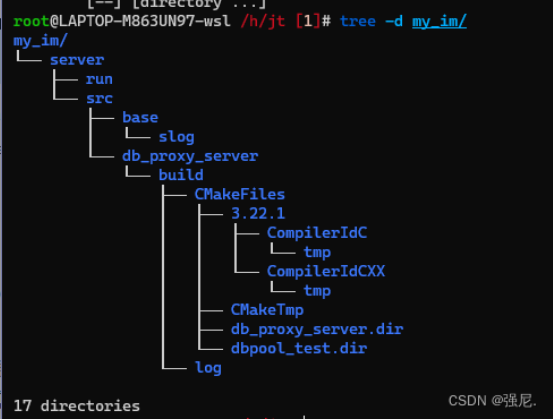 [--] [directory ...]
root@LAPTOP-M863UN97-wsl /h/jt [1]# tree -d my_im/
my_im/
└── server
    ├── run
    └── src
        ├── base
        │   └── slog
        └── db_proxy_server
            └── build
                ├── CMakeFiles
                │   ├── 3.22.1
                │   │   ├── CompilerIdC
                │   │   │   └── tmp
                │   │   └── CompilerIdCXX
                │   │       └── tmp
                │   ├── CMakeTmp
                │   ├── db_proxy_server.dir
                │   └── dbpool_test.dir
                └── log
17 directories
CSDN @强尼.